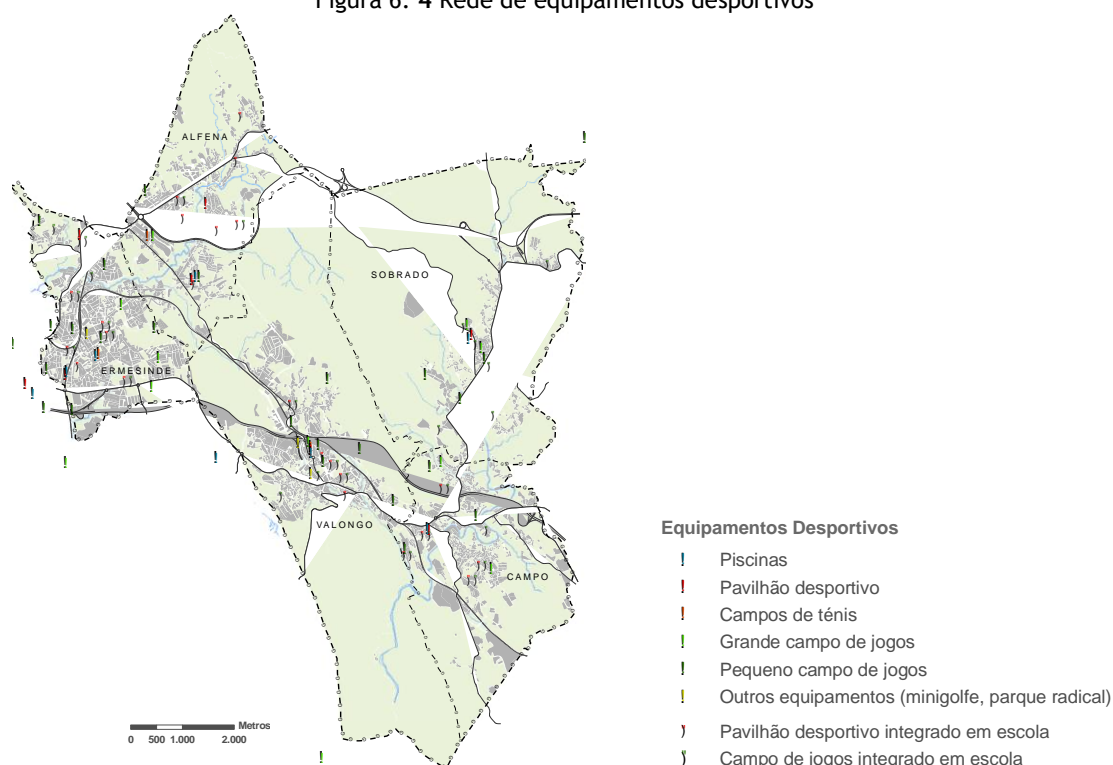 Figura 6. 4 Rede de equipamentos desportivos
ALFENA
SOBRADO
ERMESINDE
VALONGO
CAMPO
Metros
0 500 1.000 2.000
Equipamentos Desportivos
Piscinas
Pavilhão desportivo
Campos de ténis
Grande campo de jogos
Pequeno campo de jogos
Outros equipamentos (minigolfe, parque radical)
Pavilhão desportivo integrado em escola
Campo de jogos integrado em escola